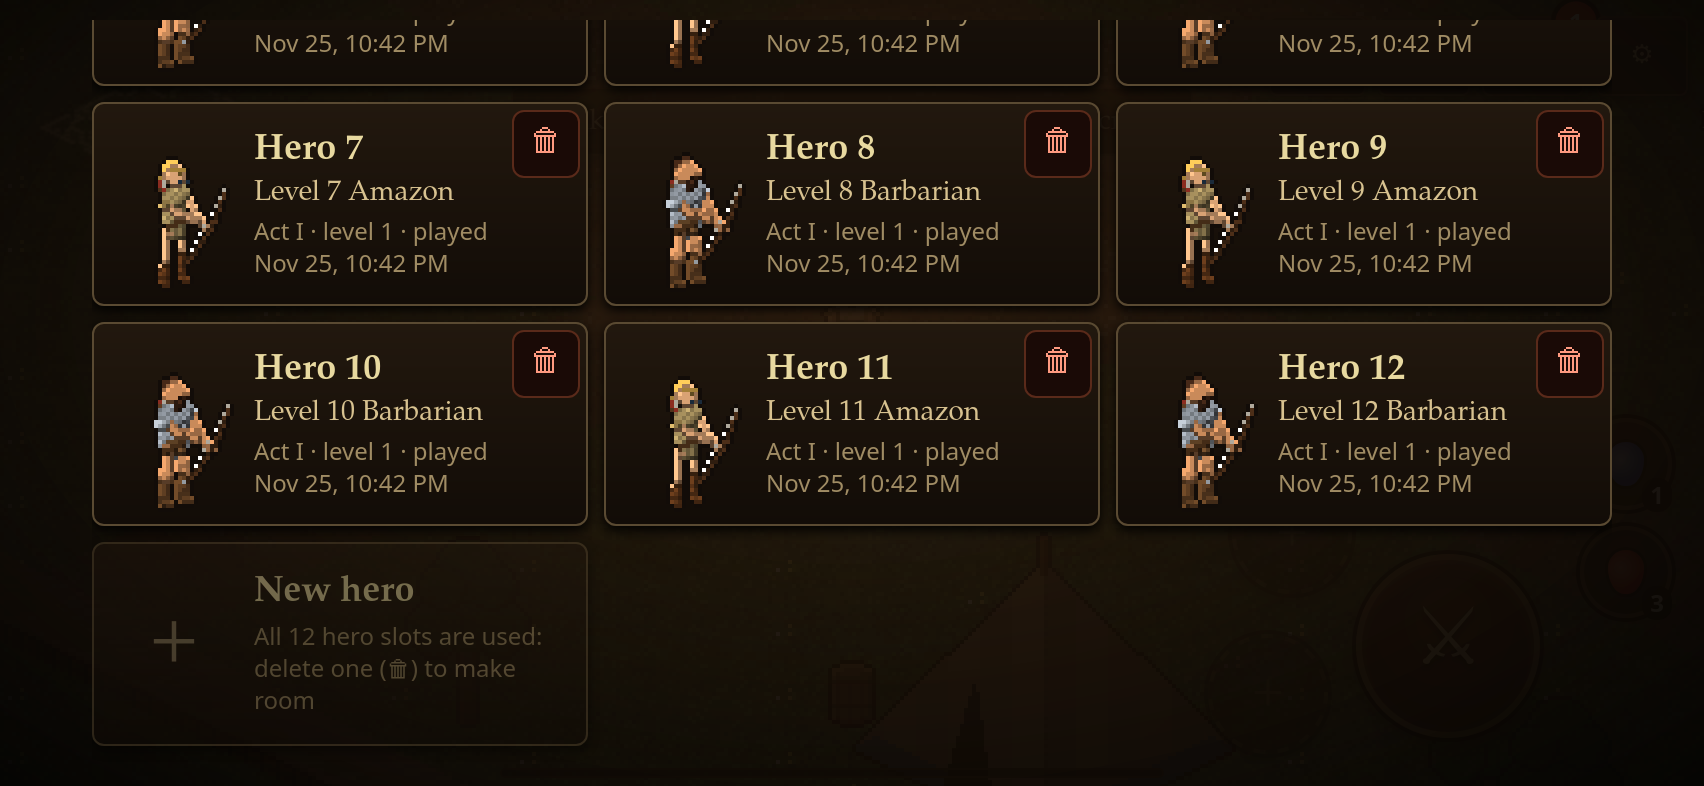 Nov 25, 10:42 PM
Nov 25, 10:42 PM
Nov 25, 10:42 PM
Hero 7
Level 7 Amazon
Act I · level 1 · played
Nov 25, 10:42 PM
Hero 8
Level 8 Barbarian
Act I · level 1 · played
Nov 25, 10:42 PM
Hero 9
Level 9 Amazon
Act I · level 1 · played
Nov 25, 10:42 PM
Hero 10
Level 10 Barbarian
Act I · level 1 · played
Nov 25, 10:42 PM
Hero 11
Level 11 Amazon
Act I · level 1 · played
Nov 25, 10:42 PM
Hero 12
Level 12 Barbarian
Act I · level 1 · played
Nov 25, 10:42 PM
New hero
All 12 hero slots are used:
delete one (🗑) to make
room
1
3